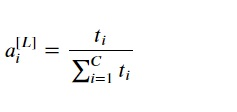 a_i^{[L]} = \frac{t_i}{\sum_{i=1}^{C} t_i}